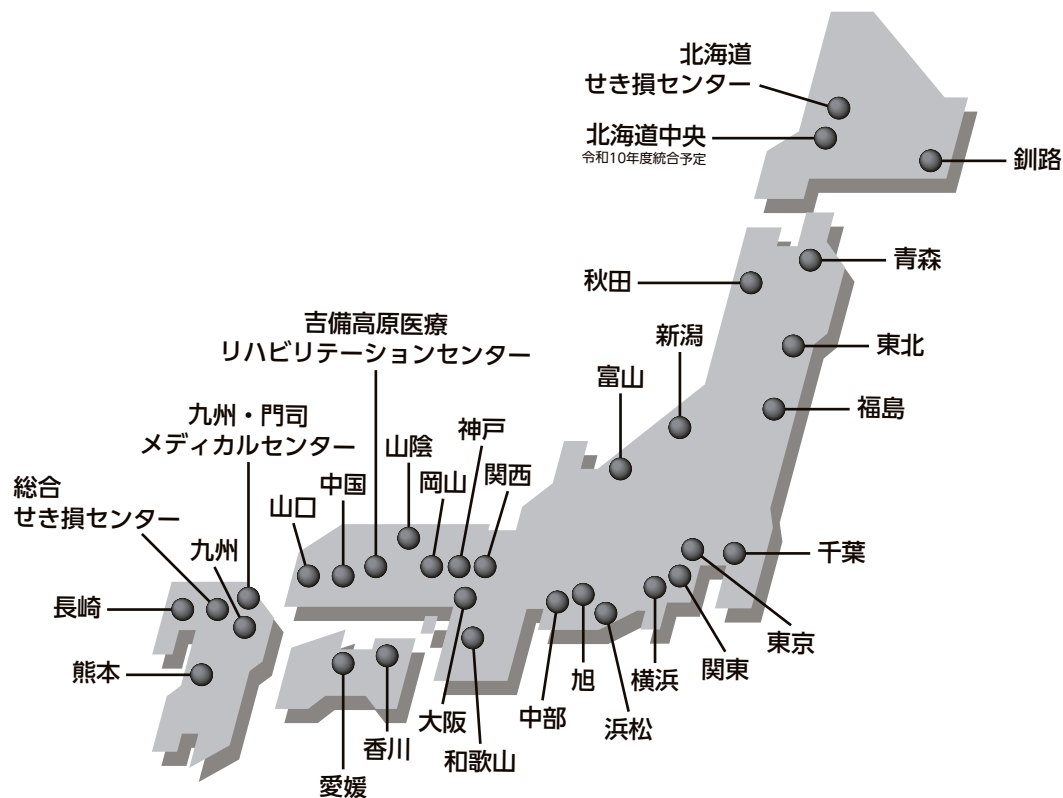 北海道
せき損センター
北海道中央
令和10年度統合予定
釧路
青森
秋田
東北
福島
新潟
富山
吉備高原医療
リハビリテーションセンター
九州・門司
メディカルセンター
山陰
神戸
関西
岡山
中国
山口
総合
せき損センター
九州
長崎
熊本
千葉
東京
関東
横浜
浜松
旭
中部
和歌山
大阪
香川
愛媛